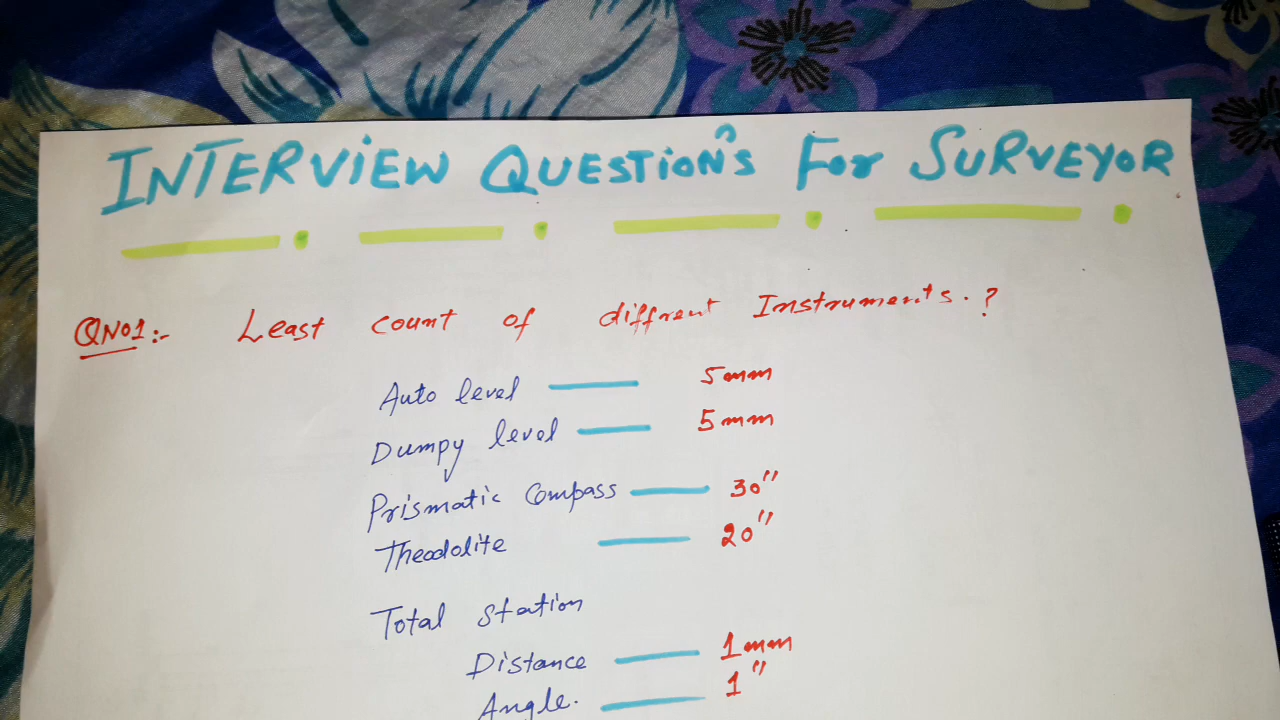 INTERVIEW QUESTION'S FOR SURVEYOR
QNO1:- Least count of diffrent Instruments.?
Auto level — 5mm
Dumpy level — 5mm
Prismatic Compass — 30"
Theodolite — 20"
Total station
Distance — 1mm
Angle. — 1"